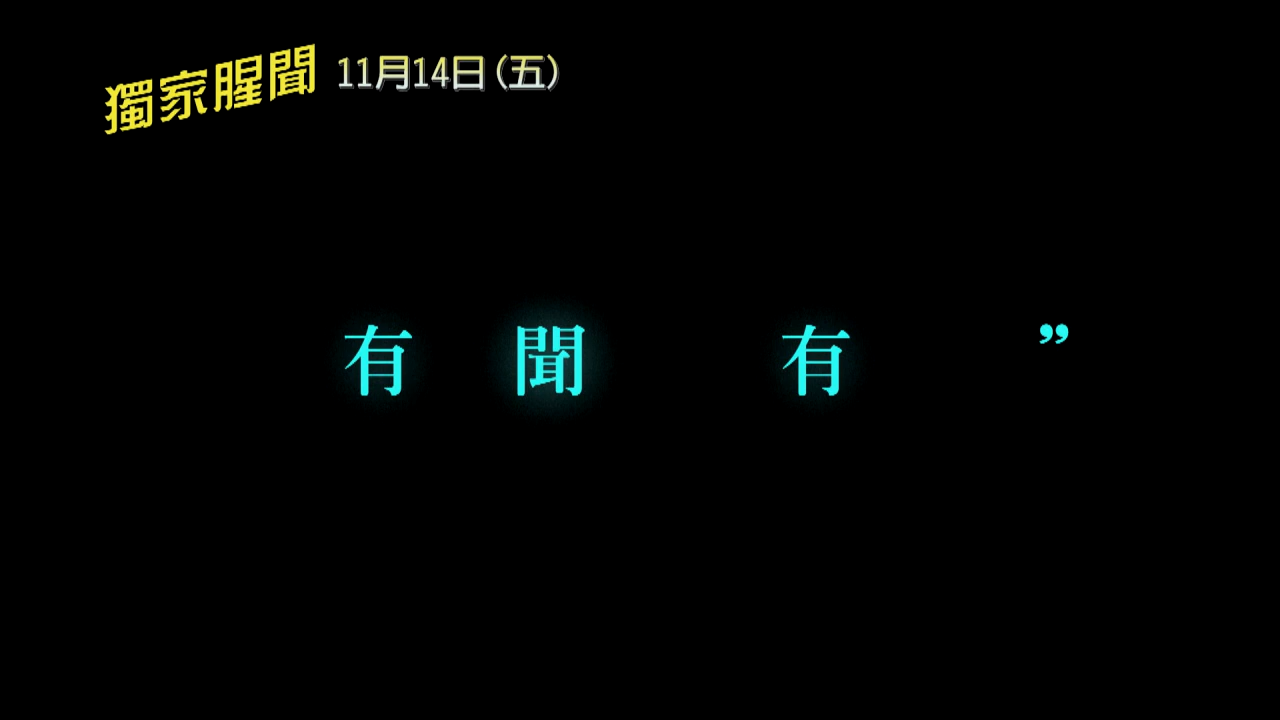 獨家腥聞 11月14日(五)
有 聞 有 ”